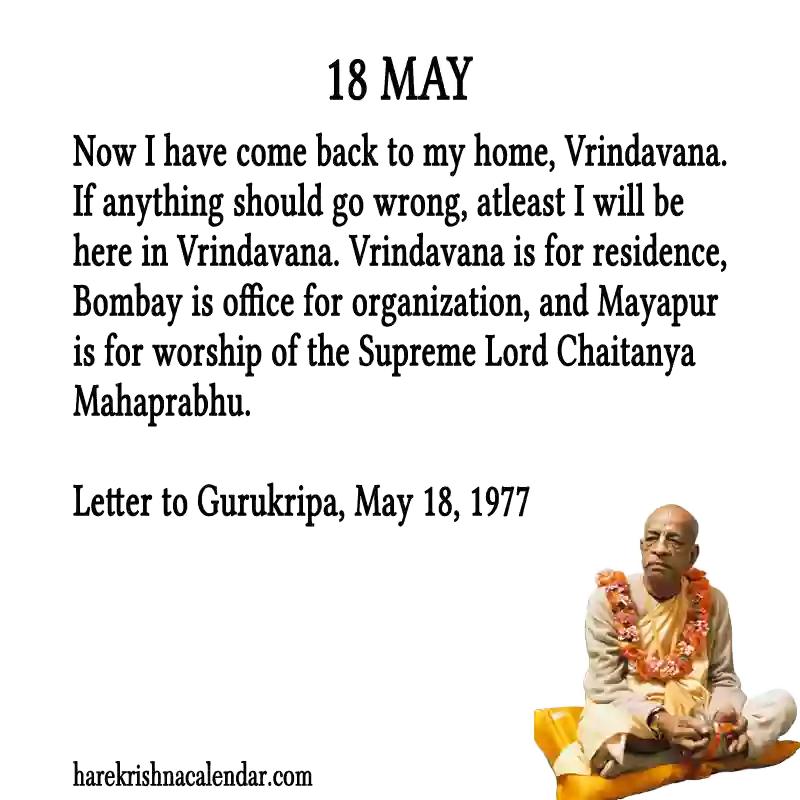 18 MAY
Now I have come back to my home, Vrindavana.
If anything should go wrong, atleast I will be
here in Vrindavana. Vrindavana is for residence,
Bombay is office for organization, and Mayapur
is for worship of the Supreme Lord Chaitanya
Mahaprabhu.
Letter to Gurukripa, May 18, 1977
harekrishnacalendar.com